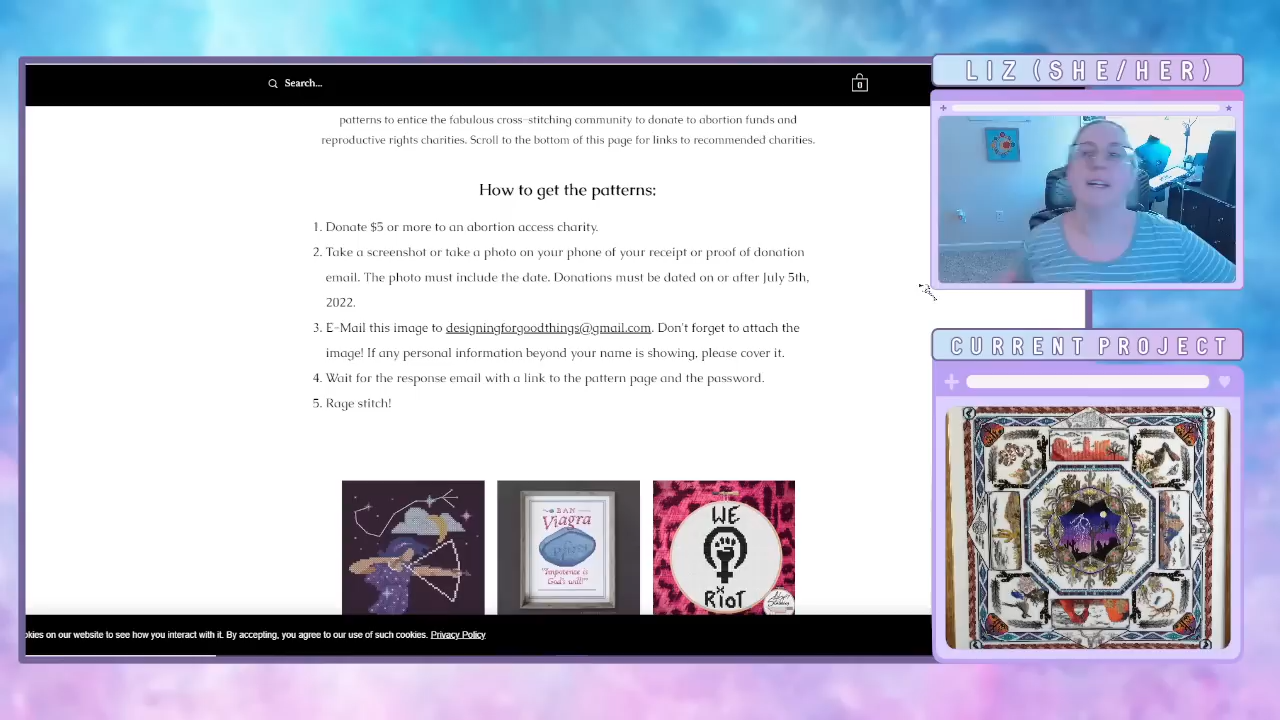 Search...
0
LIZ (SHE/HER)
patterns to entice the fabulous cross-stitching community to donate to abortion funds and
reproductive rights charities. Scroll to the bottom of this page for links to recommended charities.
How to get the patterns:
1. Donate $5 or more to an abortion access charity.
2. Take a screenshot or take a photo on your phone of your receipt or proof of donation
email. The photo must include the date. Donations must be dated on or after July 5th,
2022.
3. E-Mail this image to designingforgoodthings@gmail.com. Don't forget to attach the
image! If any personal information beyond your name is showing, please cover it.
4. Wait for the response email with a link to the pattern page and the password.
5. Rage stitch!
CURRENT PROJECT
BAN
Viagra
Pfizer
"Impotence is
God's will!"
WE
RIOT
kies on our website to see how you interact with it. By accepting, you agree to our use of such cookies. Privacy Policy